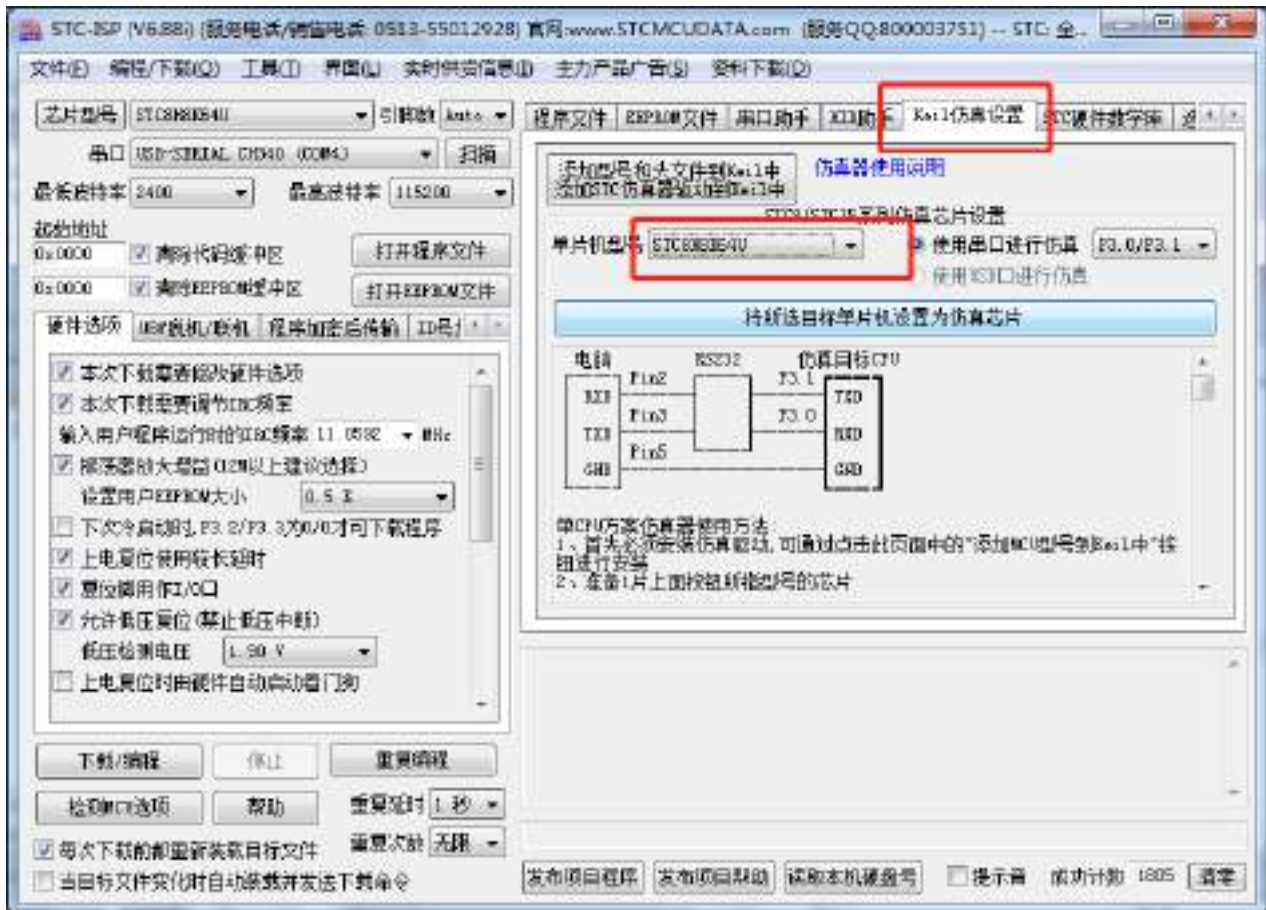 STC-ISP (V6.88i) (服务电话/销售电话: 0513-55012928) 官网:www.STCMCUDATA.com (服务QQ:800003751) -- STC 全..
文件(F) 编程/下载(Q) 工具(T) 界面(L) 实时供货信息(I) 主力产品广告(S) 资料下载(D)
芯片型号 STC8H8K64U 引脚数 Auto
串口 USB-SERIAL CH340 (COM4) 扫描
最低波特率 2400 最高波特率 115200
起始地址
0x0000 清除代码缓冲区 打开程序文件
0x0000 清除EEPROM缓冲区 打开EEPROM文件
硬件选项 USB脱机/联机 程序加密后传输 ID号
本次下载需要修改硬件选项
本次下载需要调节IRC频率
输入用户程序运行时的IRC频率 11.0592 MHz
振荡器放大增益(12M以上建议选择)
设置用户EEPROM大小 0.5 K
下次冷启动时,P3.2/P3.3为0/0才可下载程序
上电复位使用较长延时
复位脚用作I/O口
允许低压复位(禁止低压中断)
低压检测电压 1.90 V
上电复位时由硬件自动启动看门狗
下载/编程 停止 重复编程
检测MCU选项 帮助 重复延时 1 秒
重复次数 无限
每次下载前都重新装载目标文件
当目标文件变化时自动装载并发送下载命令
程序文件 EEPROM文件 串口助手 Keil仿真设置 STC硬件数学库
添加型号和头文件到Keil中
添加STC仿真器驱动到Keil中
仿真器使用说明
单片机型号 STC8H8K64U 使用串口进行仿真 P3.0/P3.1
使用USB口进行仿真
将所选目标单片机设置为仿真芯片
电脑 RS232 仿真目标CPU
RXD Pin2 P3.1 TXD
TXD Pin3 P3.0 RXD
GND Pin5 GND
单CPU方案仿真器使用方法:
1、首先必须安装仿真驱动,可通过点击此页面中的"添加MCU型号到Keil中"按
钮进行安装
2、准备1片上面按钮所指型号的芯片
发布项目程序 发布项目帮助 读取本机硬盘号 提示音 成功计数 1805 清零